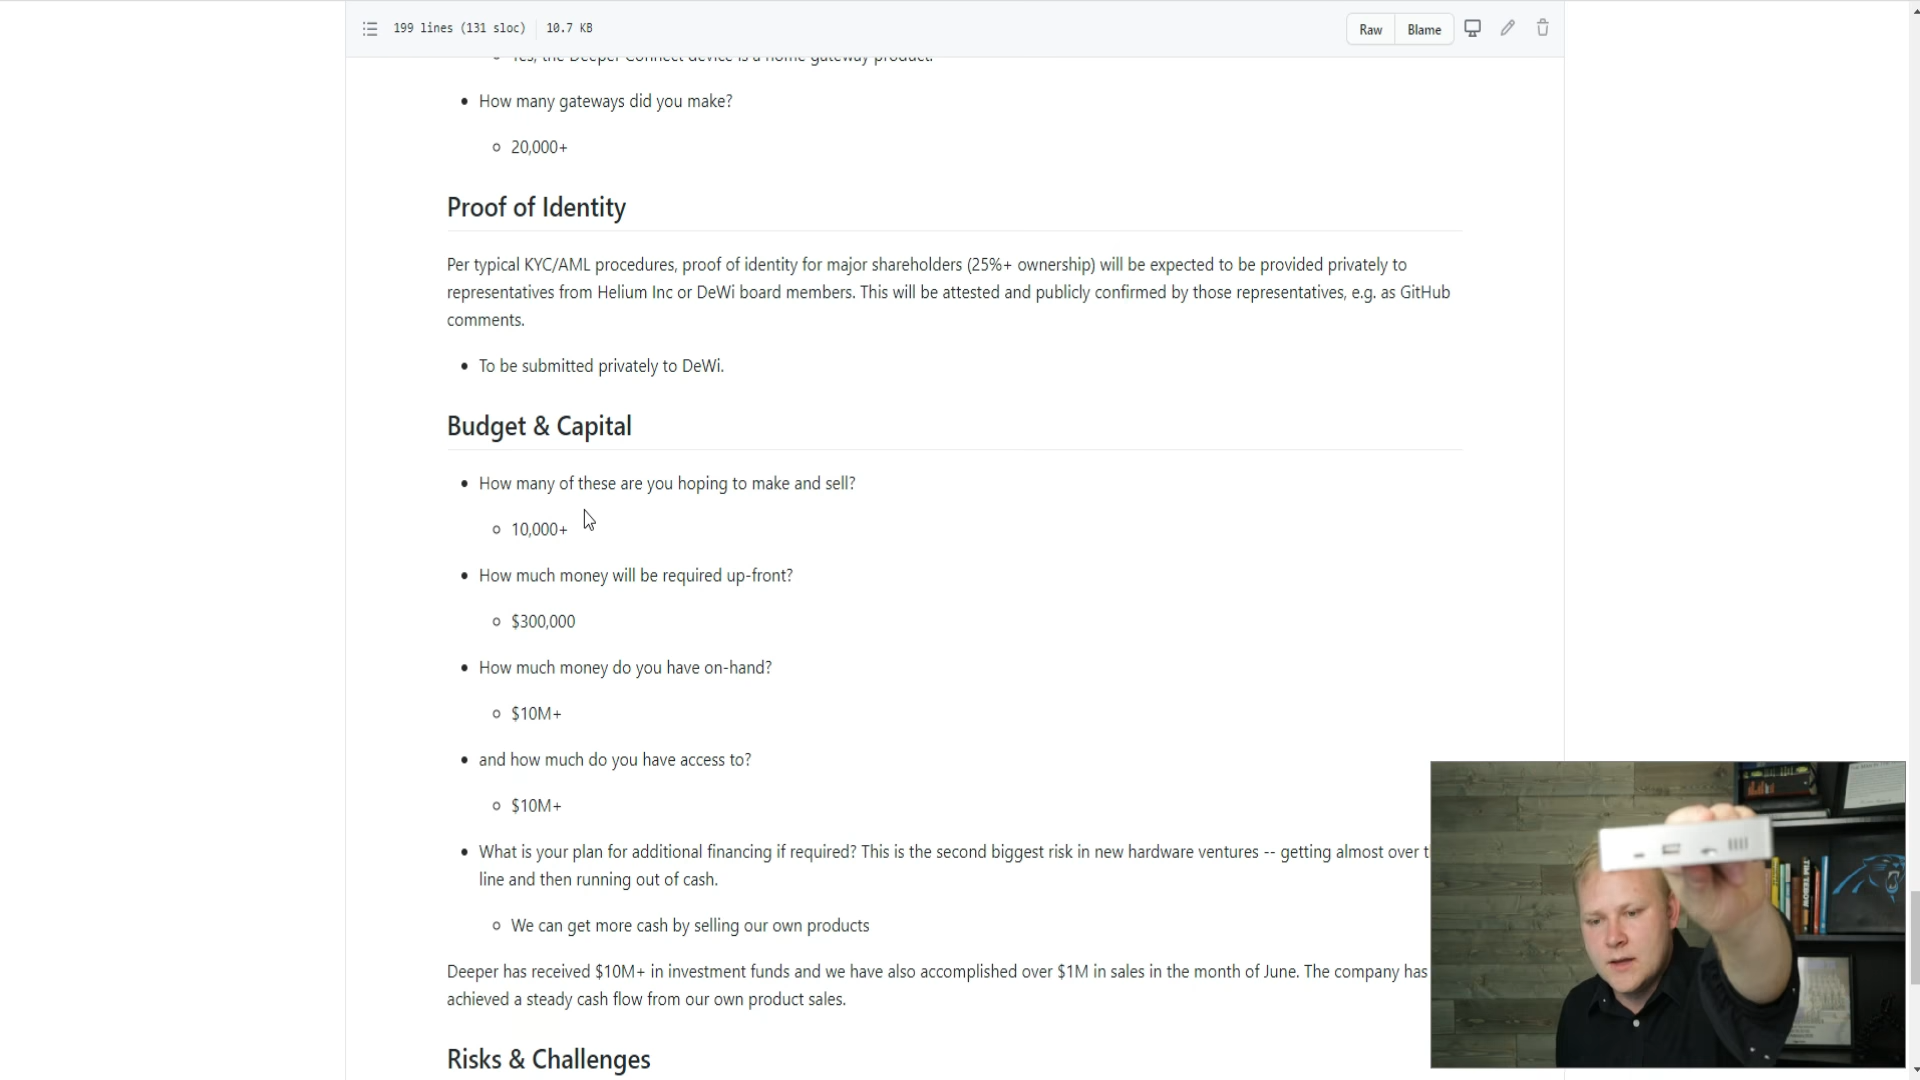 199 lines (131 sloc) 10.7 KB
Raw Blame
Yes, the Deeper Connect device is a home gateway product.
How many gateways did you make?
20,000+
Proof of Identity
Per typical KYC/AML procedures, proof of identity for major shareholders (25%+ ownership) will be expected to be provided privately to
representatives from Helium Inc or DeWi board members. This will be attested and publicly confirmed by those representatives, e.g. as GitHub
comments.
To be submitted privately to DeWi.
Budget & Capital
How many of these are you hoping to make and sell?
10,000+
How much money will be required up-front?
$300,000
How much money do you have on-hand?
$10M+
and how much do you have access to?
$10M+
What is your plan for additional financing if required? This is the second biggest risk in new hardware ventures -- getting almost over
line and then running out of cash.
We can get more cash by selling our own products
Deeper has received $10M+ in investment funds and we have also accomplished over $1M in sales in the month of June. The company has
achieved a steady cash flow from our own product sales.
Risks & Challenges